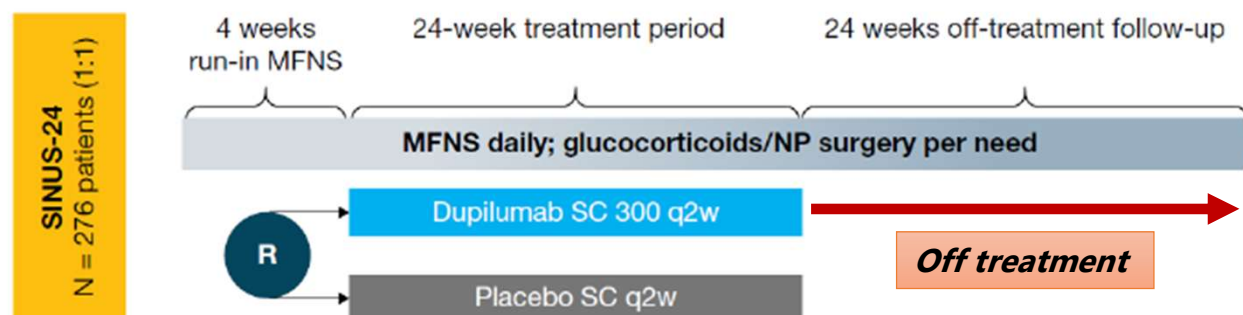 SINUS-24
N = 276 patients (1:1)
4 weeks
run-in MFNS
24-week treatment period
24 weeks off-treatment follow-up
MFNS daily; glucocorticoids/NP surgery per need
R
Dupilumab SC 300 q2w
Placebo SC q2w
Off treatment